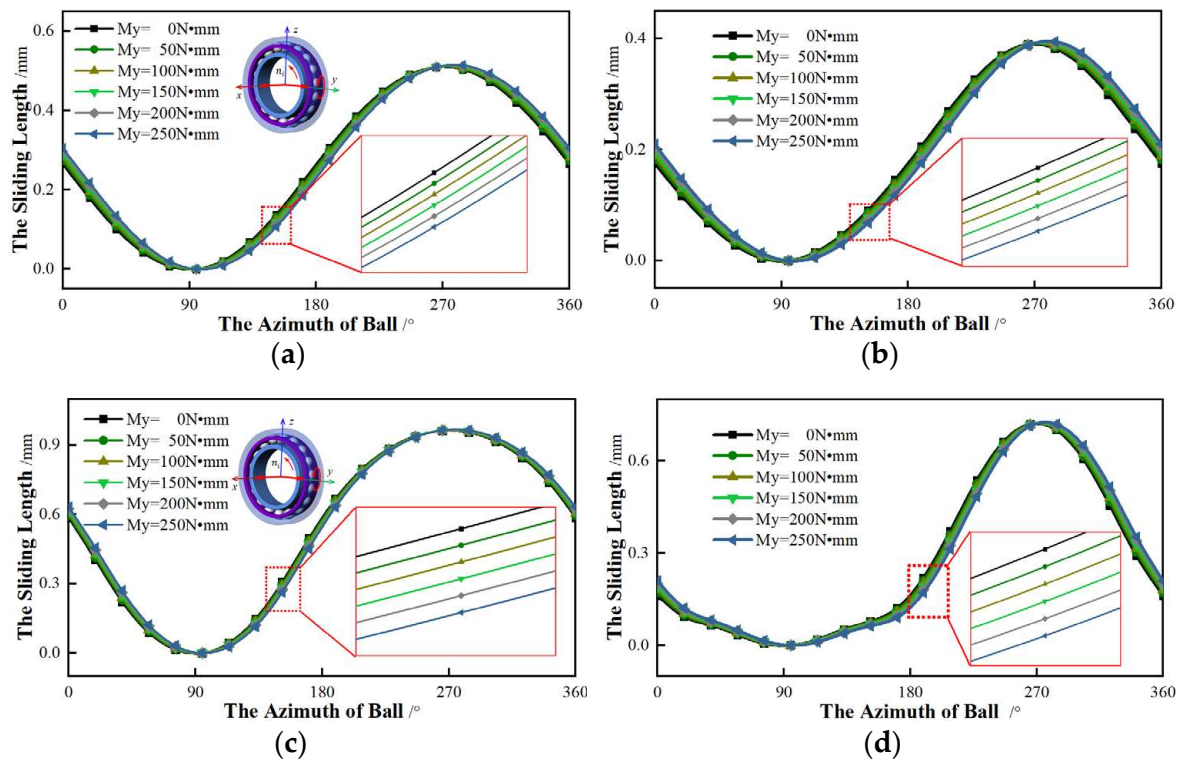 The Sliding Length /mm
0.6
0.4
0.2
0.0
My=    0N•mm
My=  50N•mm
My=100N•mm
My=150N•mm
My=200N•mm
My=250N•mm
z
x
y
ni
0
90
180
270
360
The Azimuth of Ball /°
(a)
The Sliding Length /mm
0.4
0.2
0.0
My=    0N•mm
My=  50N•mm
My=100N•mm
My=150N•mm
My=200N•mm
My=250N•mm
0
90
180
270
360
The Azimuth of Ball /°
(b)
The Sliding Length /mm
0.9
0.6
0.3
0.0
My=    0N•mm
My=  50N•mm
My=100N•mm
My=150N•mm
My=200N•mm
My=250N•mm
z
x
y
ni
0
90
180
270
360
The Azimuth of Ball /°
(c)
The Sliding Length /mm
0.6
0.3
0.0
My=    0N•mm
My=  50N•mm
My=100N•mm
My=150N•mm
My=200N•mm
My=250N•mm
0
90
180
270
360
The Azimuth of Ball /°
(d)